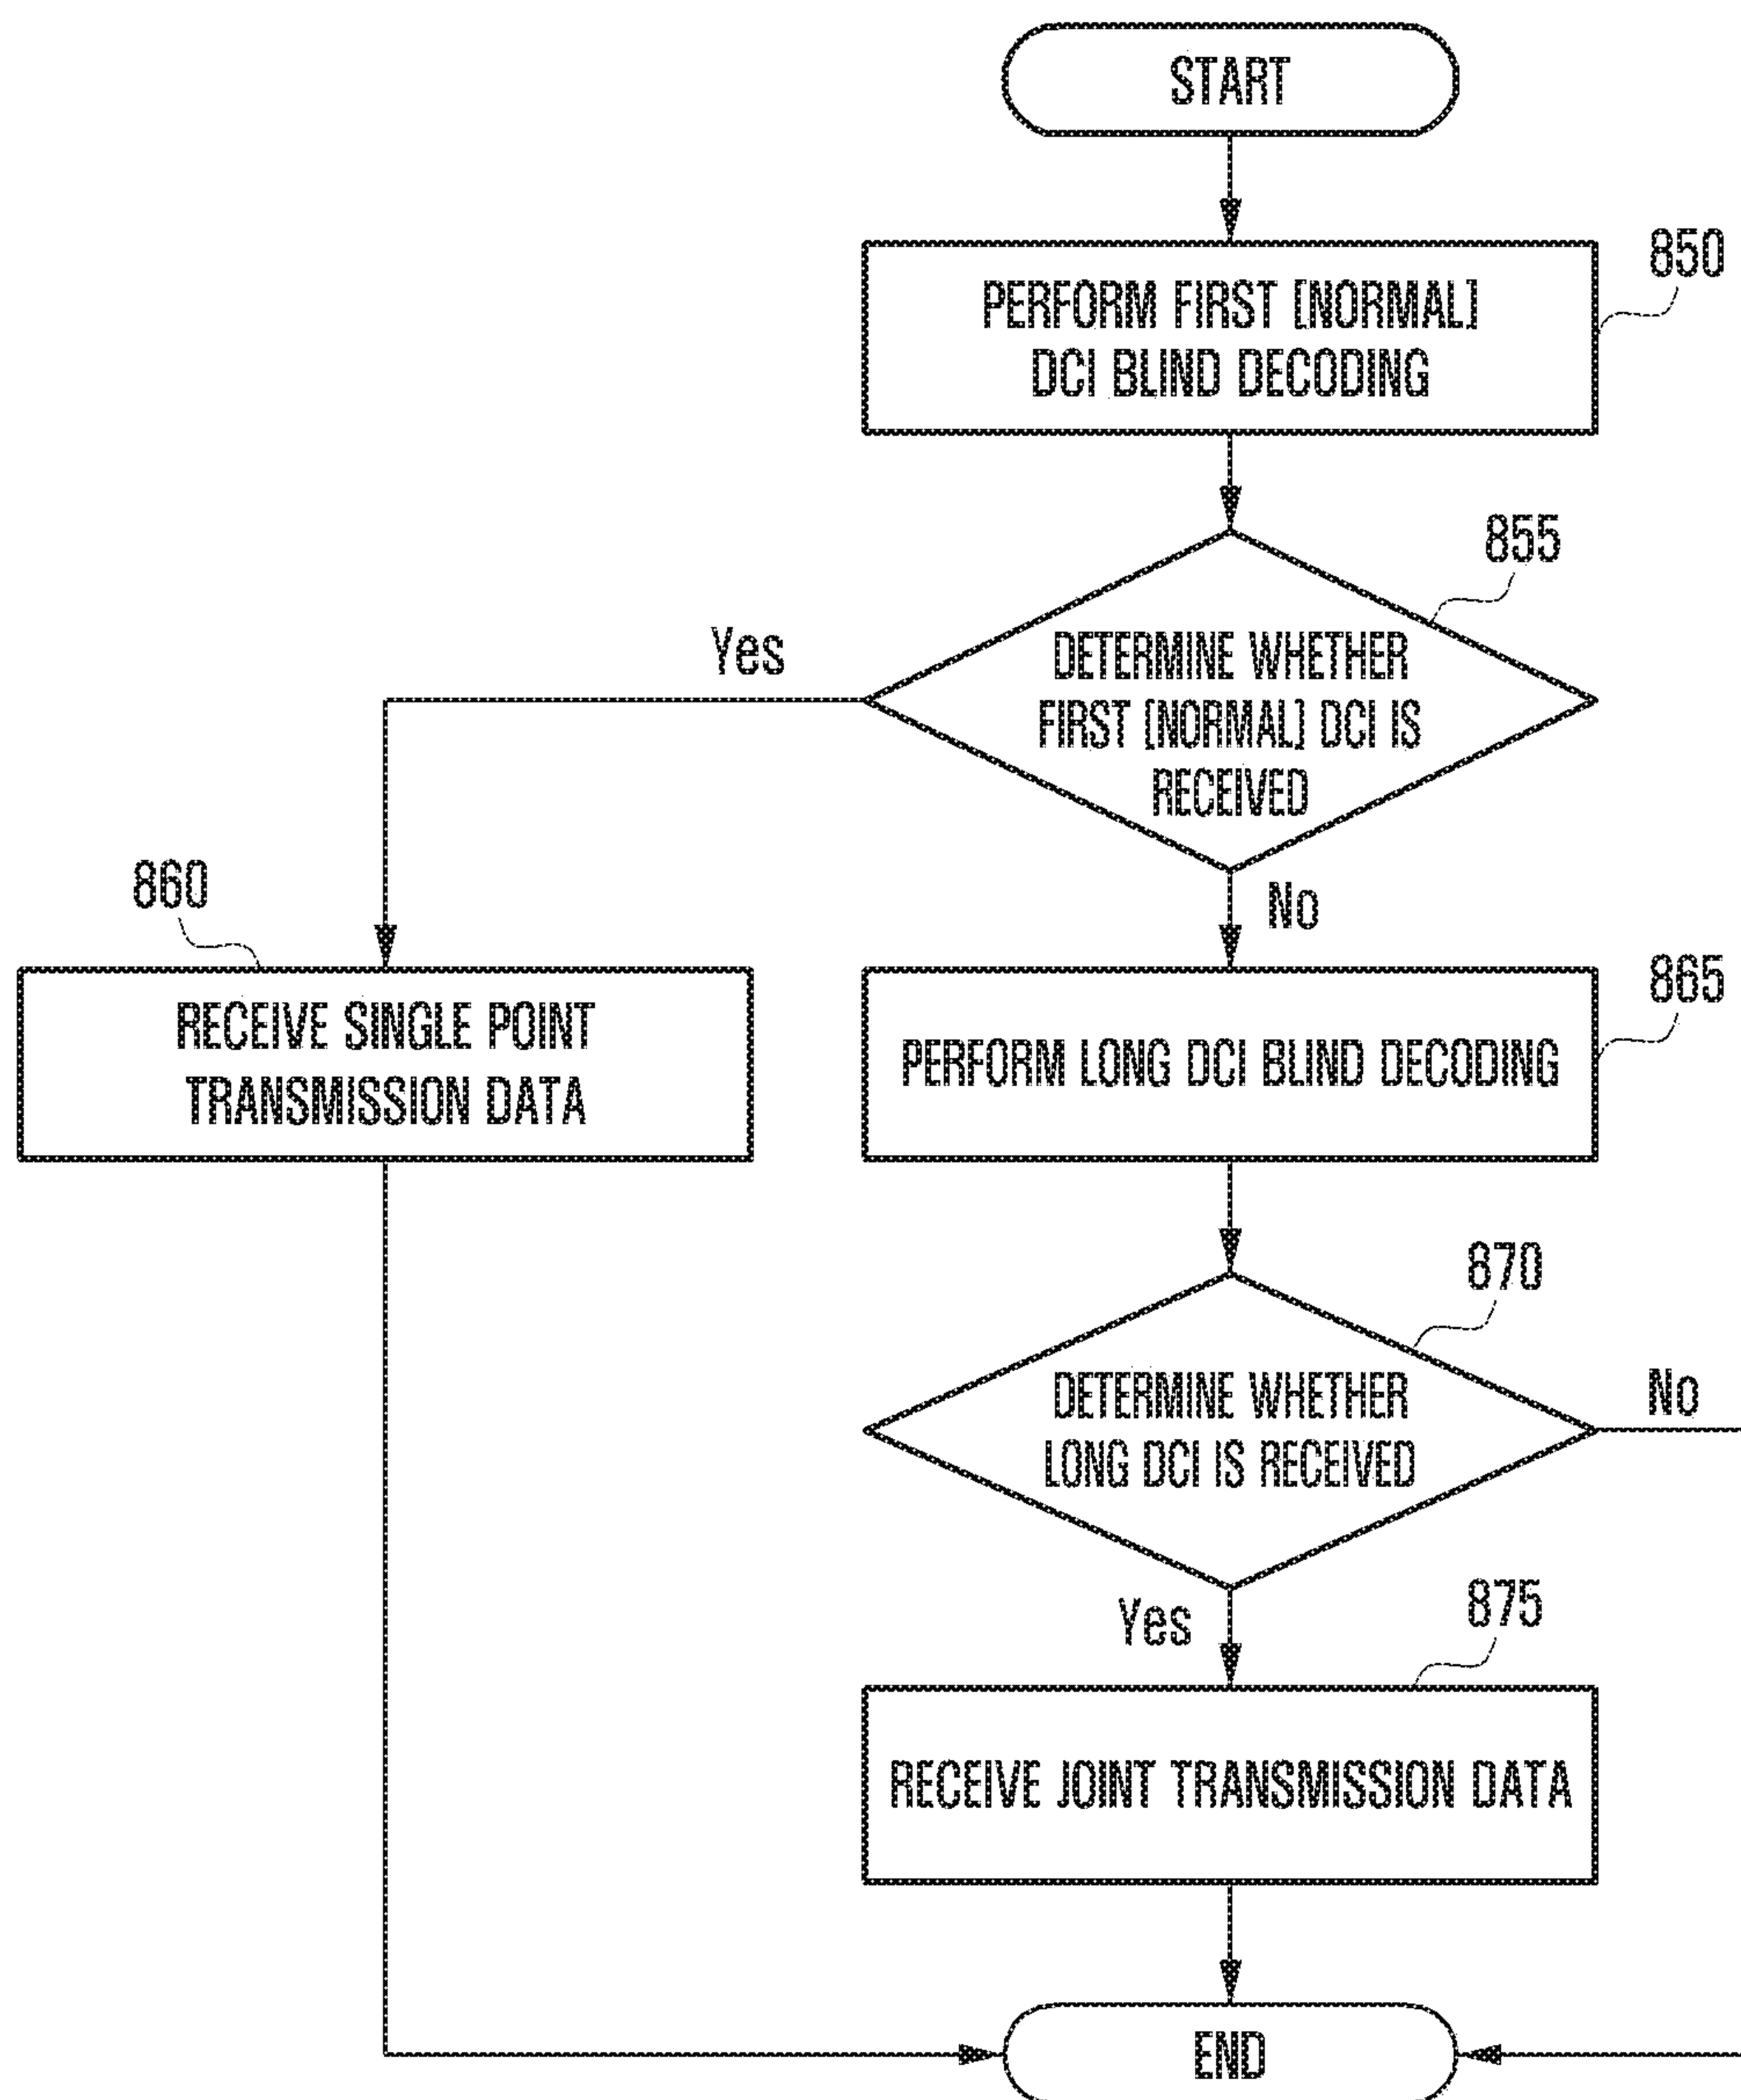 START
850
PERFORM FIRST [NORMAL]
DCI BLIND DECODING
855
DETERMINE WHETHER
FIRST [NORMAL] DCI IS
RECEIVED
Yes
No
860
RECEIVE SINGLE POINT
TRANSMISSION DATA
865
PERFORM LONG DCI BLIND DECODING
870
DETERMINE WHETHER
LONG DCI IS RECEIVED
No
Yes
875
RECEIVE JOINT TRANSMISSION DATA
END